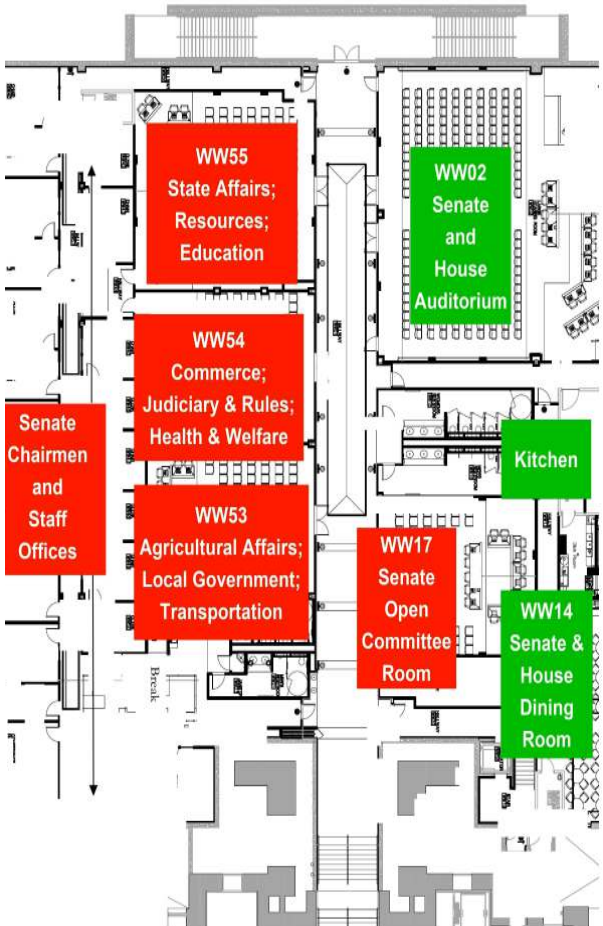 WW55
State Affairs;
Resources;
Education
WW02
Senate
and
House
Auditorium
WW54
Commerce;
Judiciary & Rules;
Health & Welfare
Senate
Chairmen
and
Staff
Offices
Kitchen
WW53
Agricultural Affairs;
Local Government;
Transportation
WW17
Senate
Open
Committee
Room
WW14
Senate &
House
Dining
Room
Break